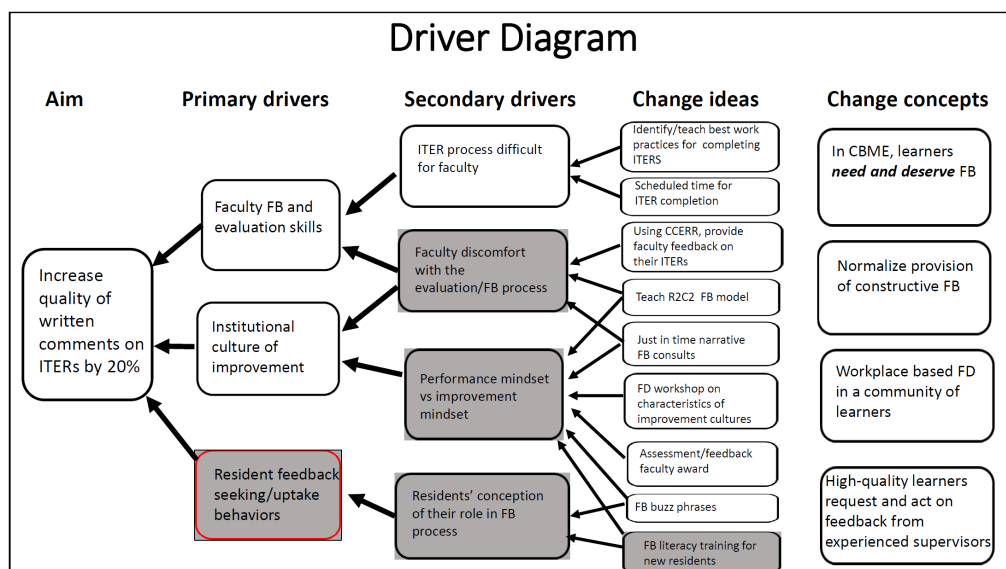 Driver Diagram
Aim
Primary drivers
Secondary drivers
Change ideas
Change concepts
Increase quality of
written
comments on
ITERs by 20%
Faculty FB and
evaluation skills
Institutional
culture of
improvement
Resident feedback
seeking/uptake
behaviors
ITER process difficult
for faculty
Faculty discomfort
with the
evaluation/FB process
Performance mindset
vs improvement
mindset
Residents’ conception
of their role in FB
process
Identify/teach best work
practices for completing
ITERS
Scheduled time for
ITER completion
Using CCERR, provide
faculty feedback on
their ITERs
Teach R2C2 FB model
Just in time narrative
FB consults
FD workshop on
characteristics of
improvement cultures
Assessment/feedback
faculty award
FB buzz phrases
FB literacy training for
new residents
In CBME, learners
need and deserve FB
Normalize provision
of constructive FB
Workplace based FD
in a community of
learners
High-quality learners
request and act on
feedback from
experienced supervisors